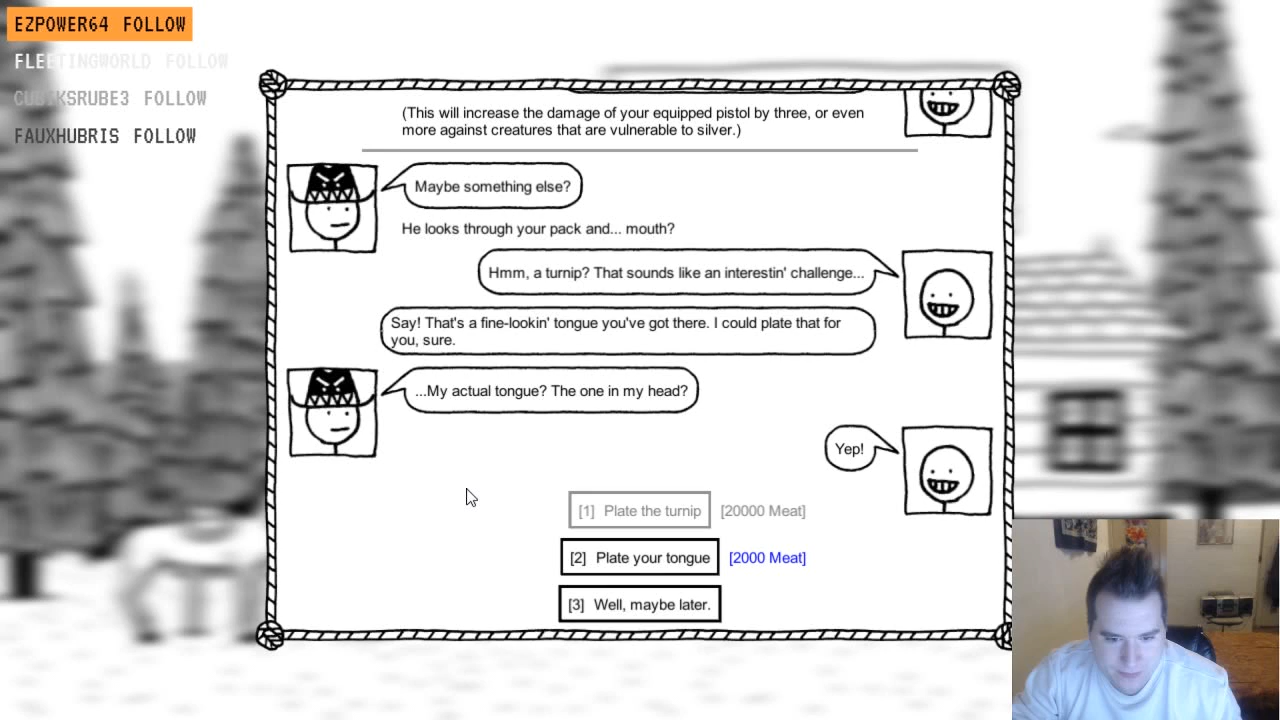 EZPOWER64 FOLLOW
FLEETINGWORLD FOLLOW
CUBIKSRUBE3 FOLLOW
FAUXHUBRIS FOLLOW
(This will increase the damage of your equipped pistol by three, or even
more against creatures that are vulnerable to silver.)
Maybe something else?
He looks through your pack and... mouth?
Hmm, a turnip? That sounds like an interestin' challenge...
Say! That's a fine-lookin' tongue you've got there. I could plate that for
you, sure.
...My actual tongue? The one in my head?
Yep!
[1] Plate the turnip [20000 Meat]
[2] Plate your tongue [2000 Meat]
[3] Well, maybe later.